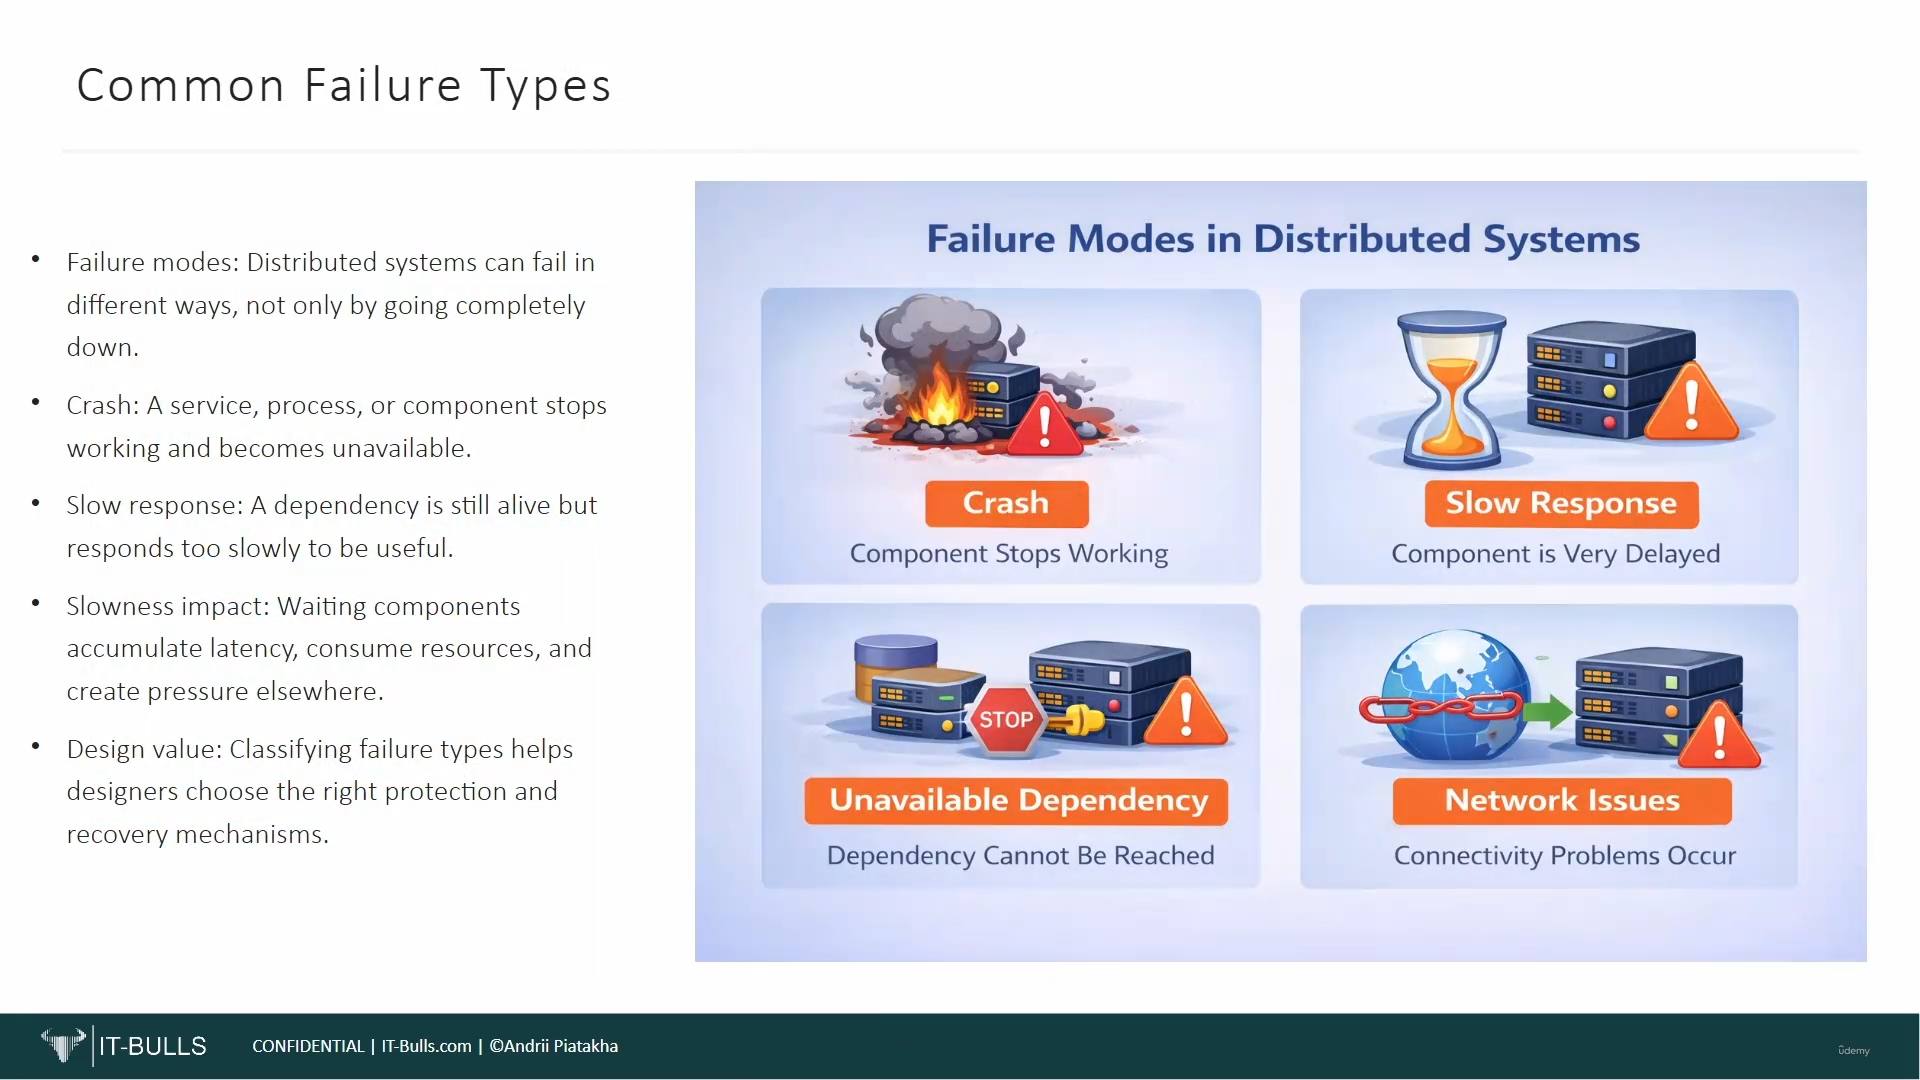 Common Failure Types
• Failure modes: Distributed systems can fail in
different ways, not only by going completely
down.
• Crash: A service, process, or component stops
working and becomes unavailable.
• Slow response: A dependency is still alive but
responds too slowly to be useful.
• Slowness impact: Waiting components
accumulate latency, consume resources, and
create pressure elsewhere.
• Design value: Classifying failure types helps
designers choose the right protection and
recovery mechanisms.
Failure Modes in Distributed Systems
Crash
Component Stops Working
Slow Response
Component is Very Delayed
STOP
Unavailable Dependency
Dependency Cannot Be Reached
Network Issues
Connectivity Problems Occur
IT-BULLS
CONFIDENTIAL | IT-Bulls.com | ©Andrii Piatakha
udemy